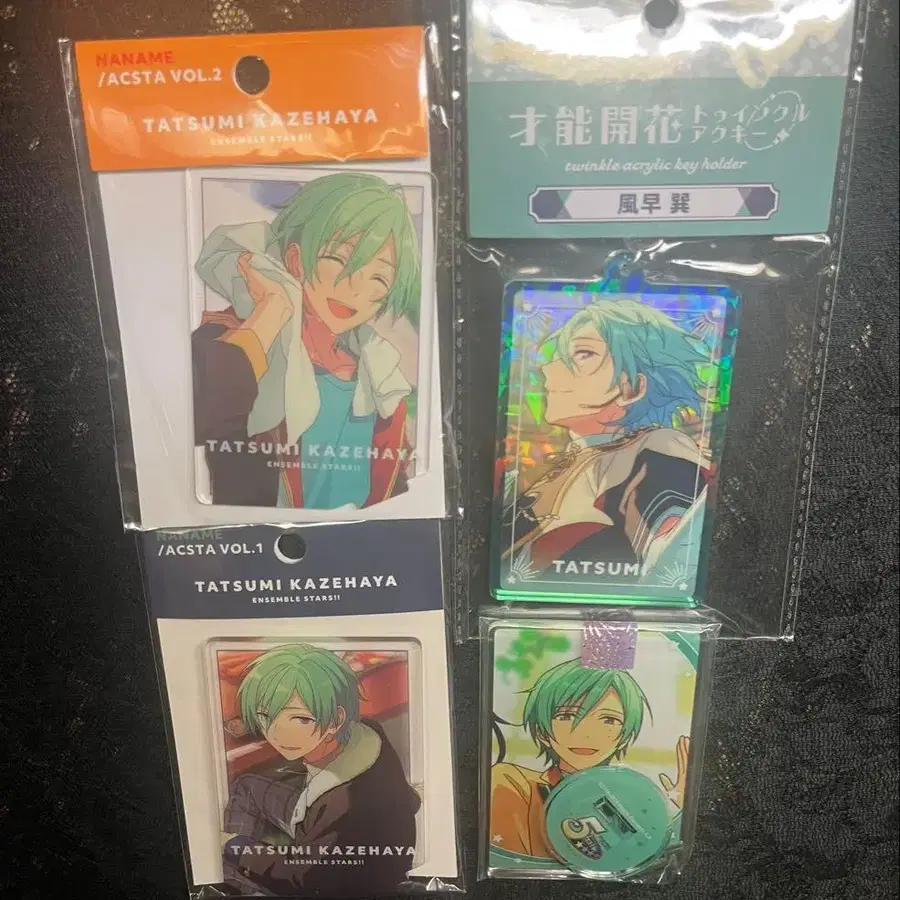 NANAME
/ACSTA VOL.2
TATSUMI KAZEHAYA
ENSEMBLE STARS!!
TATSUMI KAZEHAYA
ENSEMBLE STARS!!
才能開花 トゥインクル
アクキー
twinkle acrylic key holder
風早 巽
TATSUMI
NANAME
/ACSTA VOL.1
TATSUMI KAZEHAYA
ENSEMBLE STARS!!
TATSUMI KAZEHAYA
ENSEMBLE STARS!!
5